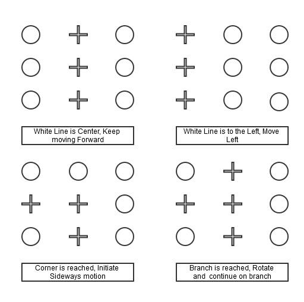 White Line is Center, Keep
moving Forward
White Line is to the Left, Move
Left
Corner is reached, Initiate
Sideways motion
Branch is reached, Rotate
and continue on branch